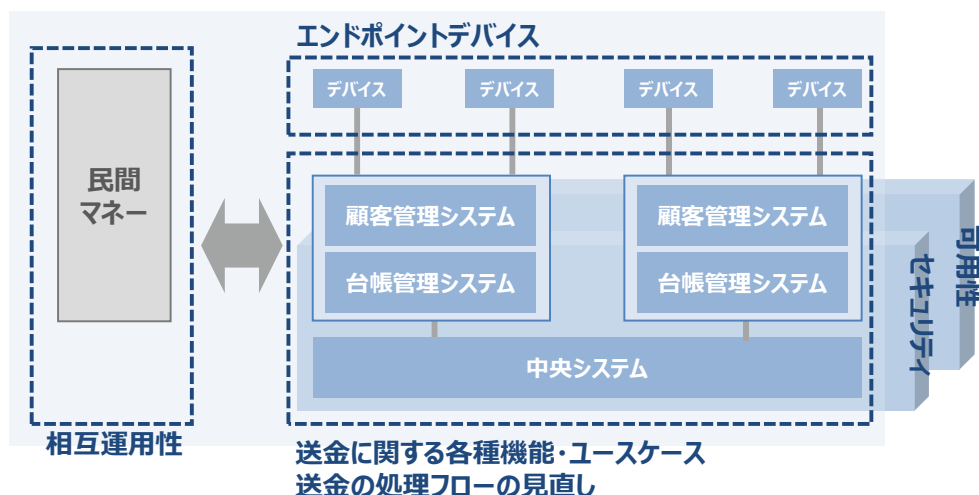 エンドポイントデバイス
デバイス
デバイス
デバイス
デバイス
民間
マネー
顧客管理システム
顧客管理システム
台帳管理システム
台帳管理システム
中央システム
可用性
セキュリティ
相互運用性
送金に関する各種機能・ユースケース
送金の処理フローの見直し